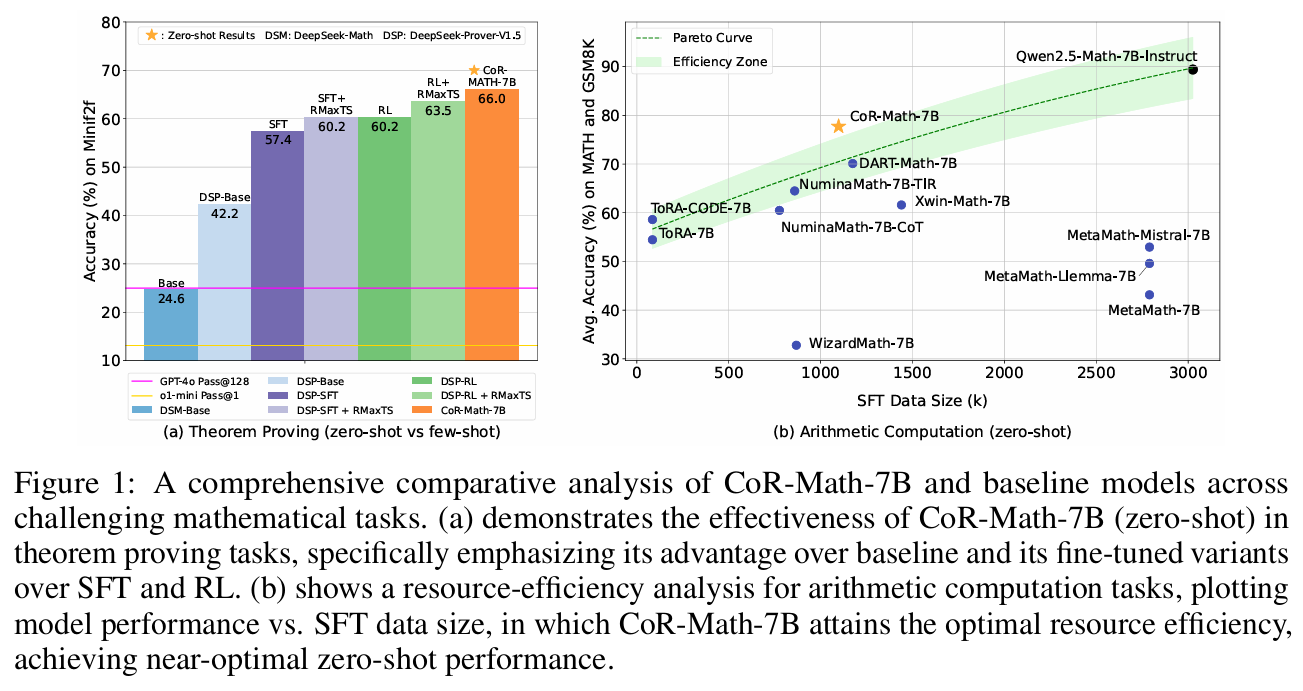 80
70
60
50
40
30
20
10
Accuracy (%) on Minif2f
: Zero-shot Results DSM: DeepSeek-Math DSP: DeepSeek-Prover-V1.5
Base
24.6
DSP-Base
42.2
SFT
57.4
SFT+
RMaxTS
60.2
RL
60.2
RL+
RMaxTS
63.5
CoR-
MATH-7B
66.0
GPT-4o Pass@128
o1-mini Pass@1
DSM-Base
DSP-Base
DSP-SFT
DSP-SFT + RMaxTS
DSP-RL
DSP-RL + RMaxTS
CoR-Math-7B
(a) Theorem Proving (zero-shot vs few-shot)
Avg. Accuracy (%) on MATH and GSM8K
90
80
70
60
50
40
30
Pareto Curve
Efficiency Zone
Qwen2.5-Math-7B-Instruct
CoR-Math-7B
DART-Math-7B
NuminaMath-7B-TIR
Xwin-Math-7B
ToRA-CODE-7B
ToRA-7B
NuminaMath-7B-CoT
MetaMath-Mistral-7B
MetaMath-Llemma-7B
MetaMath-7B
WizardMath-7B
0 500 1000 1500 2000 2500 3000
SFT Data Size (k)
(b) Arithmetic Computation (zero-shot)
Figure 1: A comprehensive comparative analysis of CoR-Math-7B and baseline models across
challenging mathematical tasks. (a) demonstrates the effectiveness of CoR-Math-7B (zero-shot) in
theorem proving tasks, specifically emphasizing its advantage over baseline and its fine-tuned variants
over SFT and RL. (b) shows a resource-efficiency analysis for arithmetic computation tasks, plotting
model performance vs. SFT data size, in which CoR-Math-7B attains the optimal resource efficiency,
achieving near-optimal zero-shot performance.